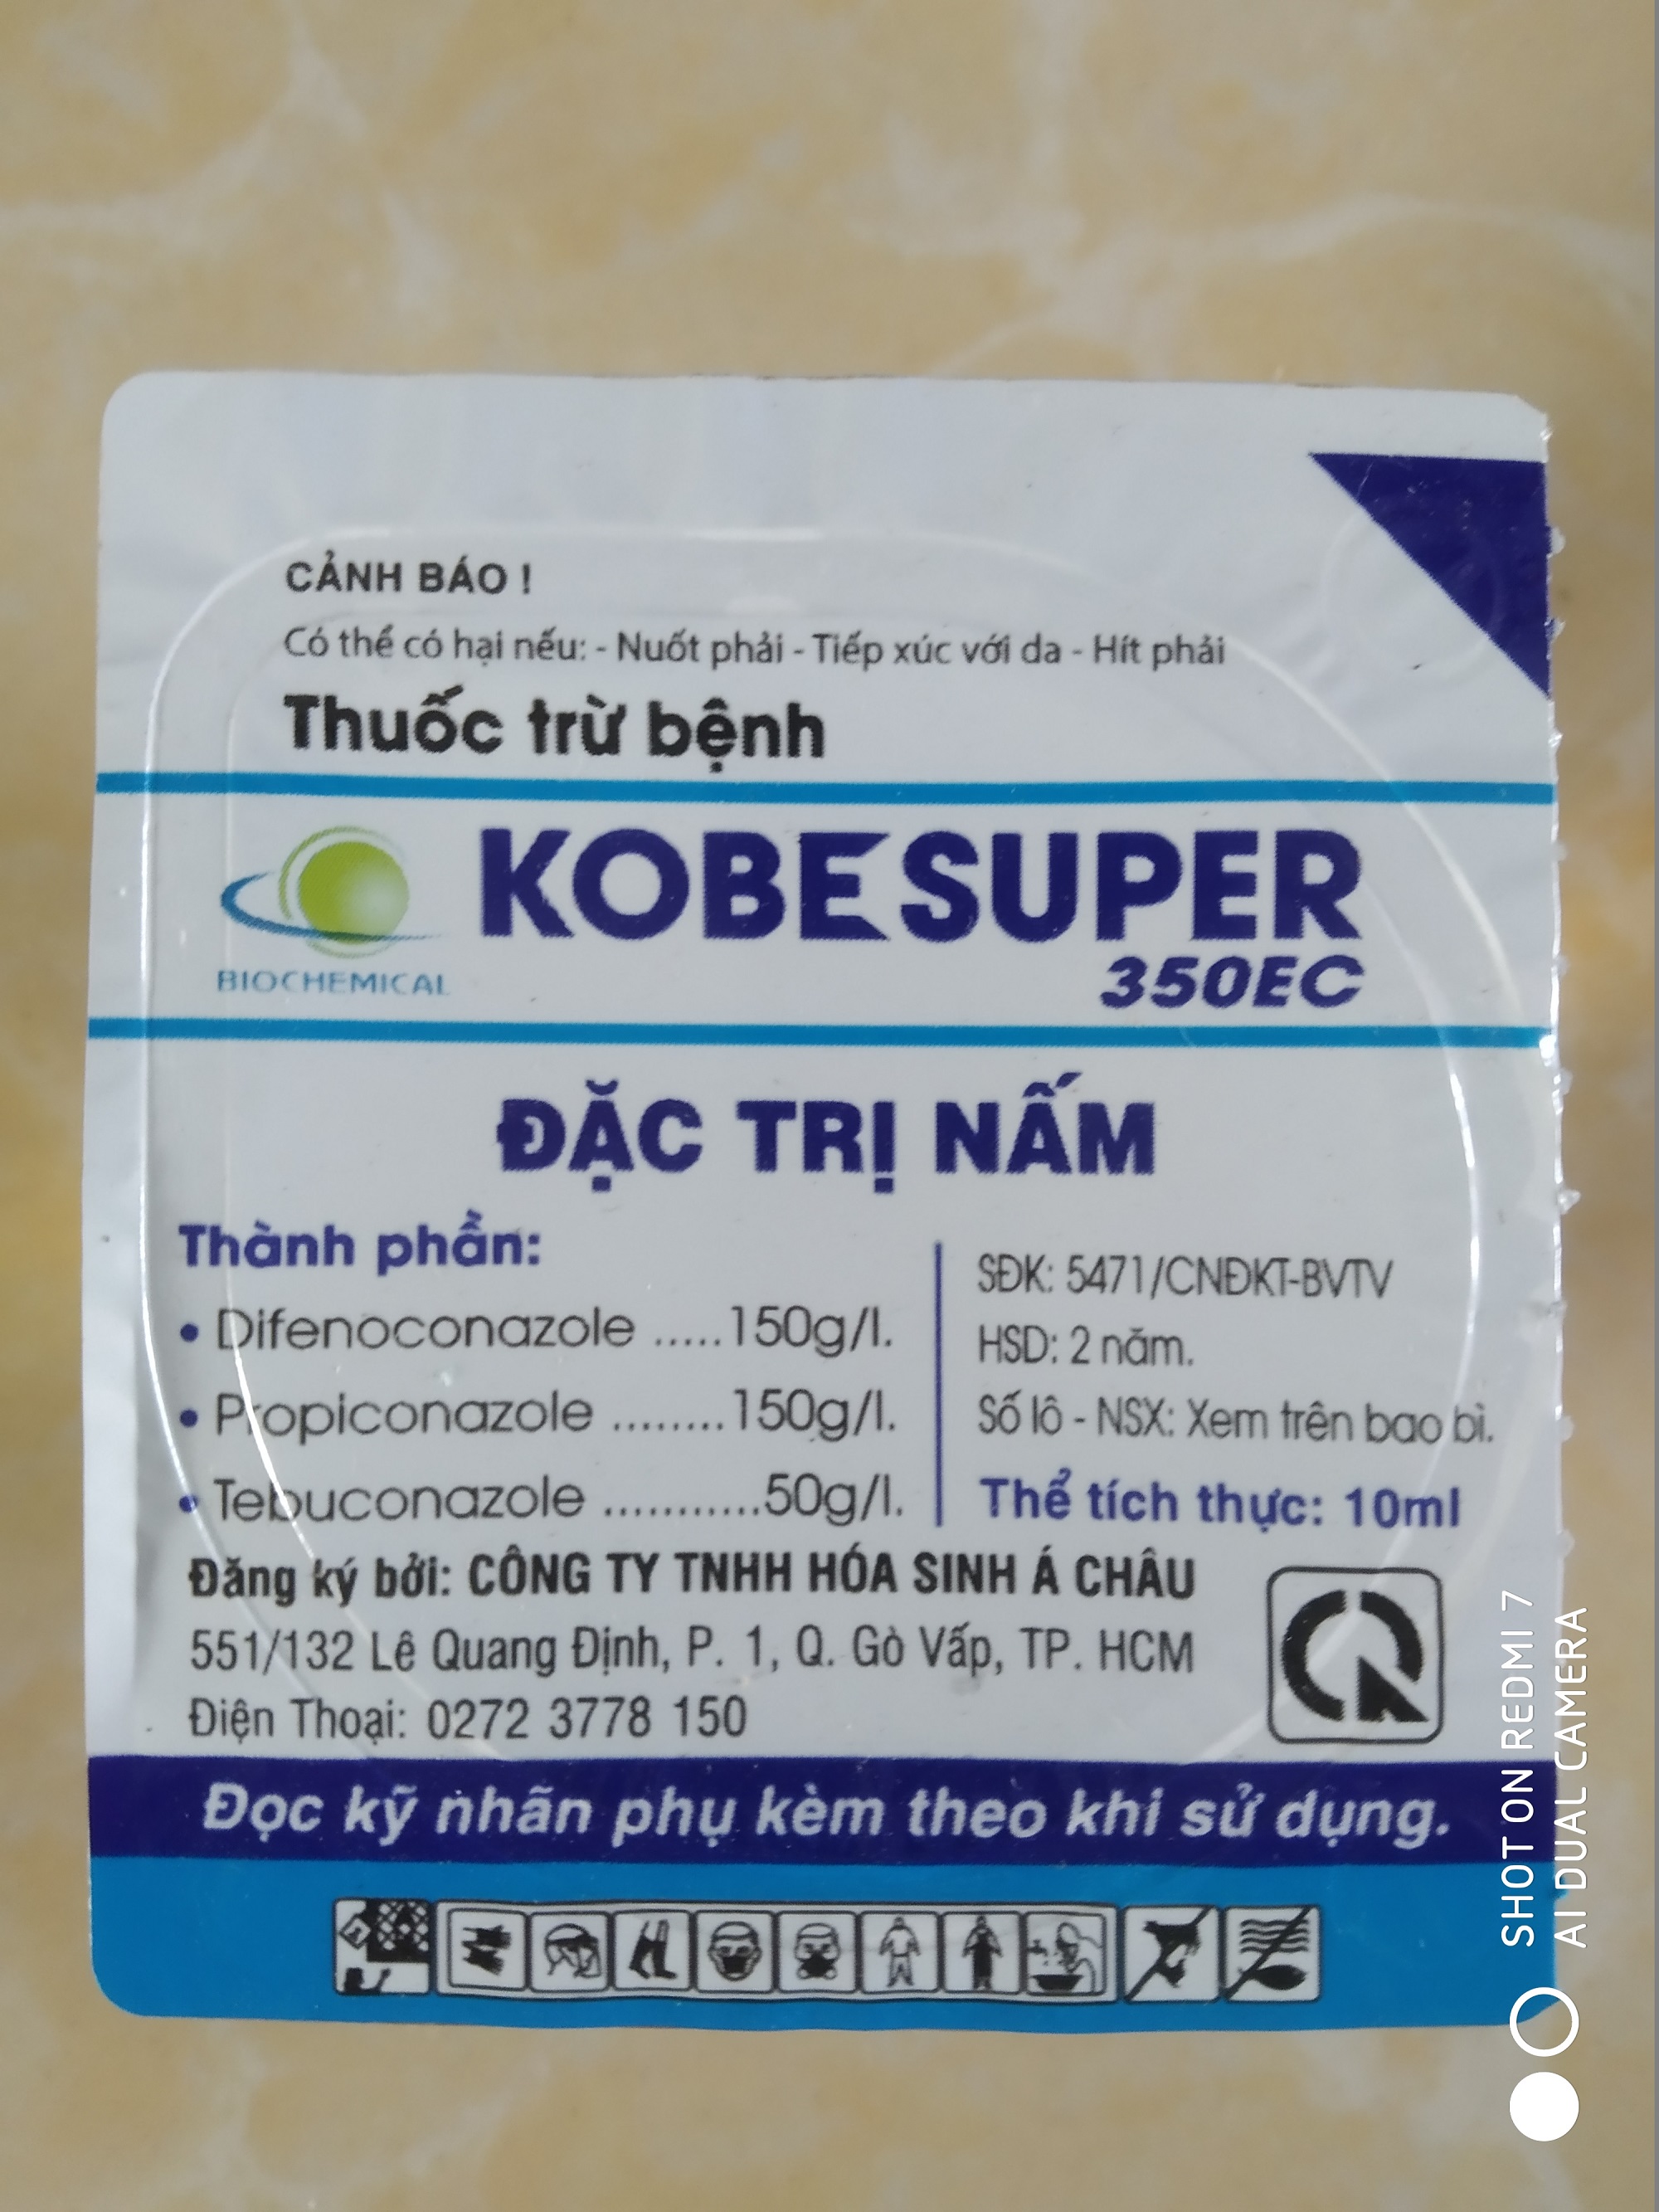 CẢNH BÁO !
Có thể có hại nếu: - Nuốt phải - Tiếp xúc với da - Hít phải
Thuốc trừ bệnh
KOBESUPER
350EC
BIOCHEMICAL
ĐẶC TRỊ NẤM
Thành phần:
• Difenoconazole .....150g/l.
• Propiconazole ........150g/l.
• Tebuconazole ...........50g/l.
SĐK: 5471/CNĐKT-BVTV
HSD: 2 năm.
Số lô - NSX: Xem trên bao bì.
Thể tích thực: 10ml
Đăng ký bởi: CÔNG TY TNHH HÓA SINH Á CHÂU
551/132 Lê Quang Định, P. 1, Q. Gò Vấp, TP. HCM
Điện Thoại: 0272 3778 150
Đọc kỹ nhãn phụ kèm theo khi sử dụng.
SHOT ON REDMI 7
AI DUAL CAMERA